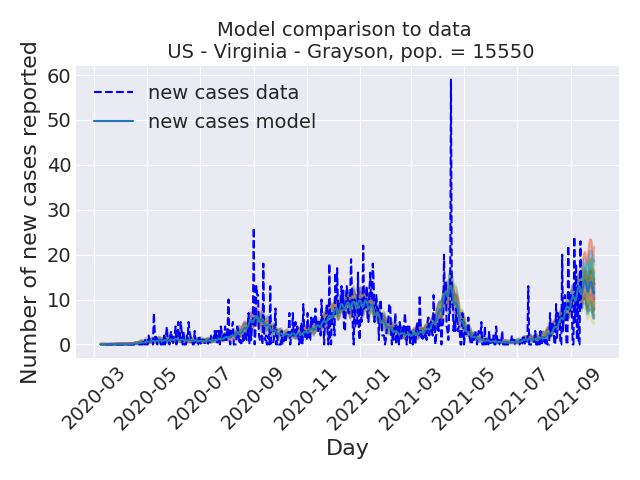 Model comparison to data
US - Virginia - Grayson, pop. = 15550
Number of new cases reported
60
50
40
30
20
10
0
new cases data
new cases model
2020-03
2020-05
2020-07
2020-09
2020-11
2021-01
2021-03
2021-05
2021-07
2021-09
Day